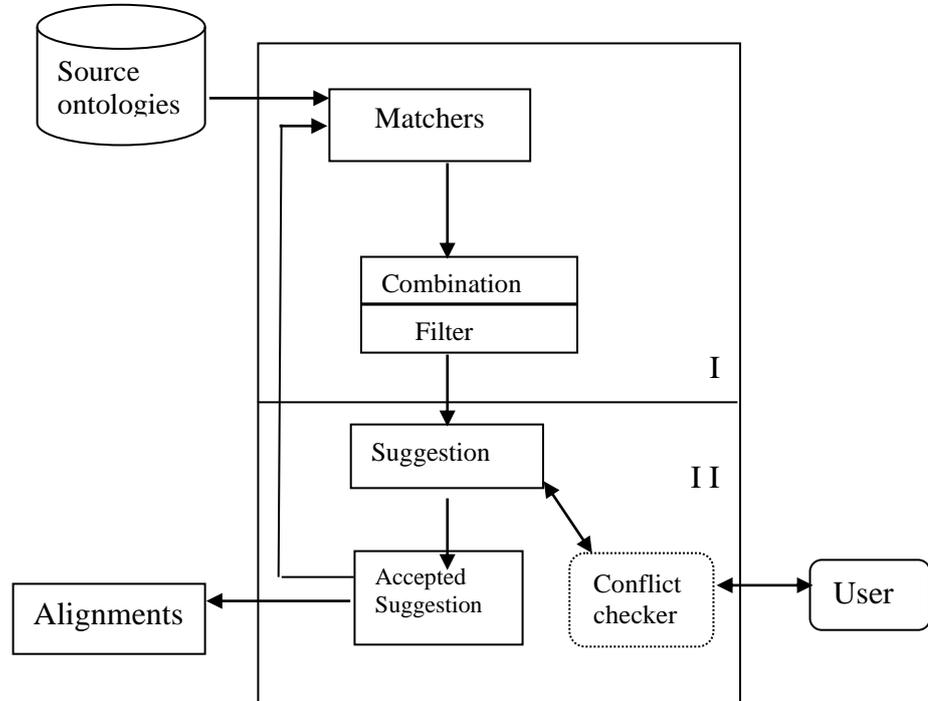 Source
ontologies
Matchers
Combination
Filter
I
Suggestion
I I
Accepted
Suggestion
Conflict
checker
User
Alignments